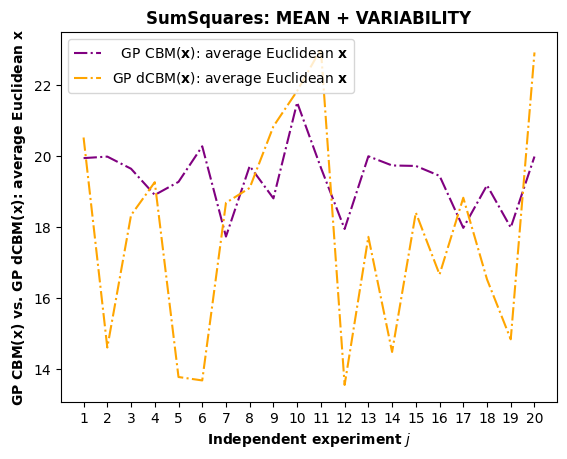 SumSquares: MEAN + VARIABILITY
GP CBM(x) vs. GP dCBM(x): average Euclidean x
GP CBM(x): average Euclidean x
GP dCBM(x): average Euclidean x
22
20
18
16
14
1 2 3 4 5 6 7 8 9 10 11 12 13 14 15 16 17 18 19 20
Independent experiment j